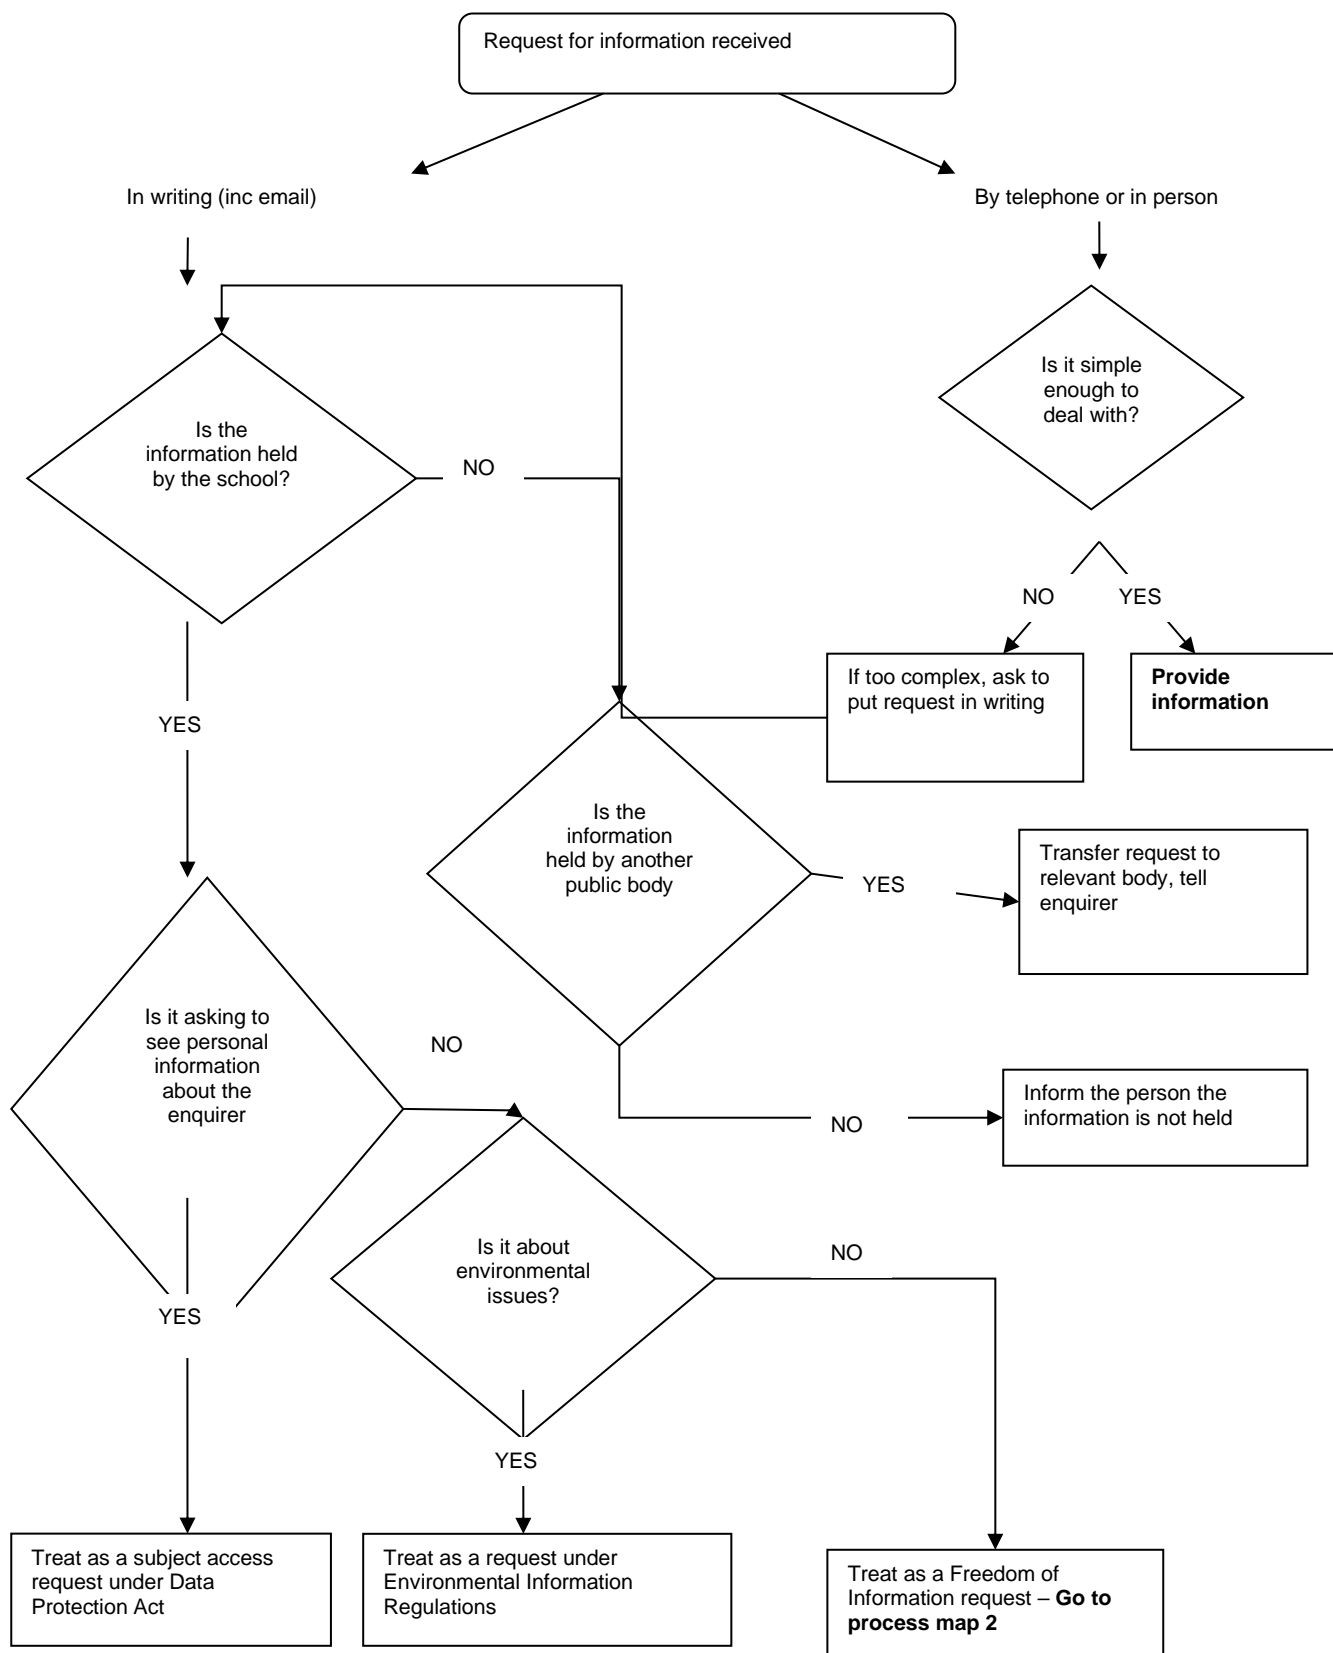 Request for information received
In writing (inc email)
By telephone or in person
Is it simple
enough to
deal with?
Is the
information held
by the school?
NO
NO
YES
If too complex, ask to
put request in writing
Provide
information
YES
Is the
information
held by another
public body
YES
Transfer request to
relevant body, tell
enquirer
Is it asking to
see personal
information
about the
enquirer
NO
Inform the person the
information is not held
NO
Is it about
environmental
issues?
NO
YES
YES
Treat as a subject access
request under Data
Protection Act
Treat as a request under
Environmental Information
Regulations
Treat as a Freedom of
Information request – Go to
process map 2